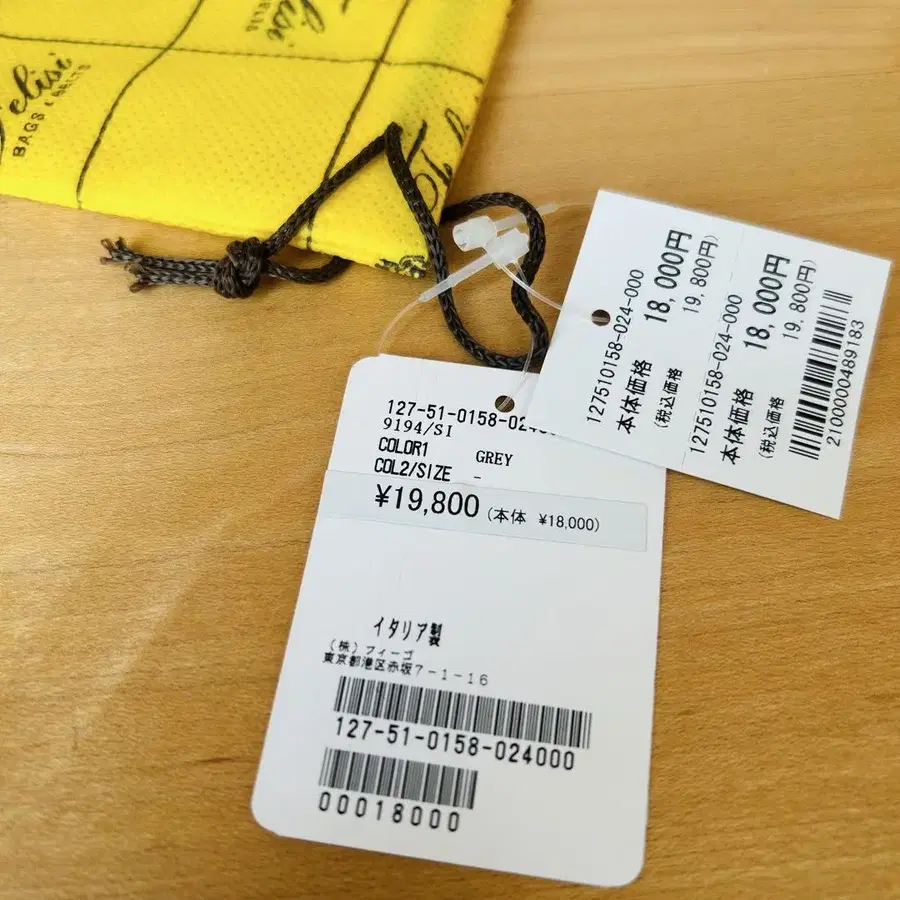 elisi
BAGS & BELTS
127-51-0158-024
9194/SI
COLOR1 GREY
COL2/SIZE -
¥19,800 (本体 ¥18,000)
イタリア製
(株)フィーゴ
東京都港区赤坂7-1-16
127-51-0158-024000
00018000
127510158-024-000
本体価格 18,000円
(税込価格 19,800円)
127510158-024-000
本体価格 18,000円
(税込価格 19,800円)
2100000489183